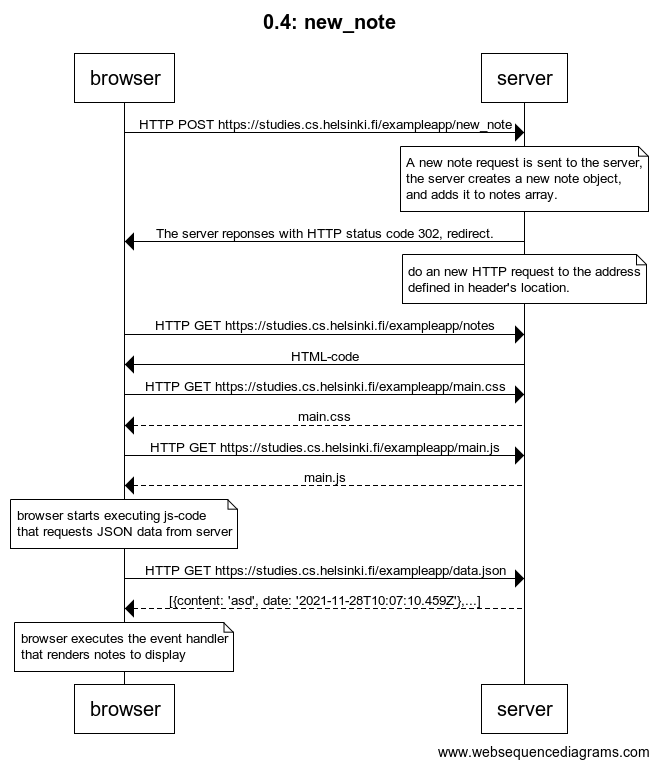 0.4: new_note
browser
server
HTTP POST https://studies.cs.helsinki.fi/exampleapp/new_note
A new note request is sent to the server,
the server creates a new note object,
and adds it to notes array.
The server reponses with HTTP status code 302, redirect.
do an new HTTP request to the address
defined in header's location.
HTTP GET https://studies.cs.helsinki.fi/exampleapp/notes
HTML-code
HTTP GET https://studies.cs.helsinki.fi/exampleapp/main.css
main.css
HTTP GET https://studies.cs.helsinki.fi/exampleapp/main.js
main.js
browser starts executing js-code
that requests JSON data from server
HTTP GET https://studies.cs.helsinki.fi/exampleapp/data.json
[{content: 'asd', date: '2021-11-28T10:07:10.459Z'},...]
browser executes the event handler
that renders notes to display
browser
server
www.websequencediagrams.com